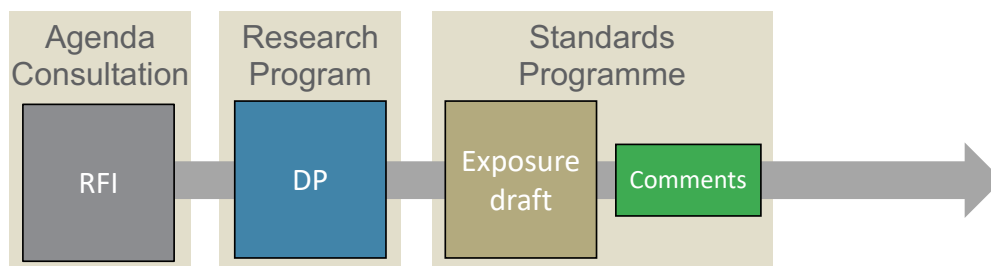 Agenda
Consultation
RFI
Research
Program
DP
Standards
Programme
Exposure
draft
Comments